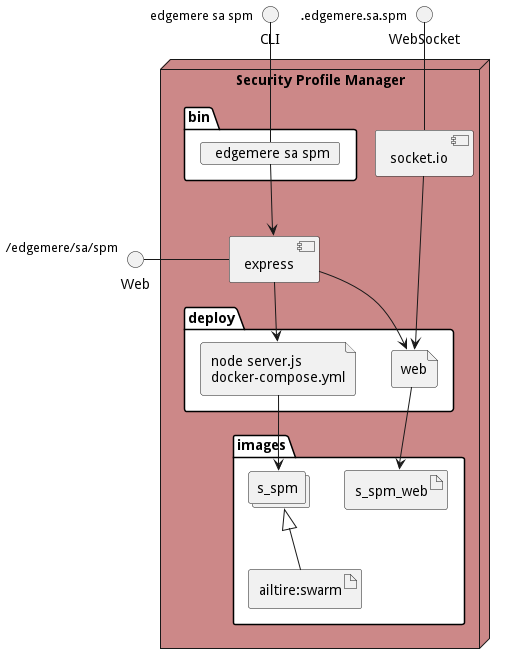 edgemere sa spm
.edgemere.sa.spm
CLI
WebSocket
Security Profile Manager
bin
edgemere sa spm
socket.io
/edgemere/sa/spm
express
Web
deploy
node server.js
docker-compose.yml
web
images
s_spm
s_spm_web
ailtire:swarm